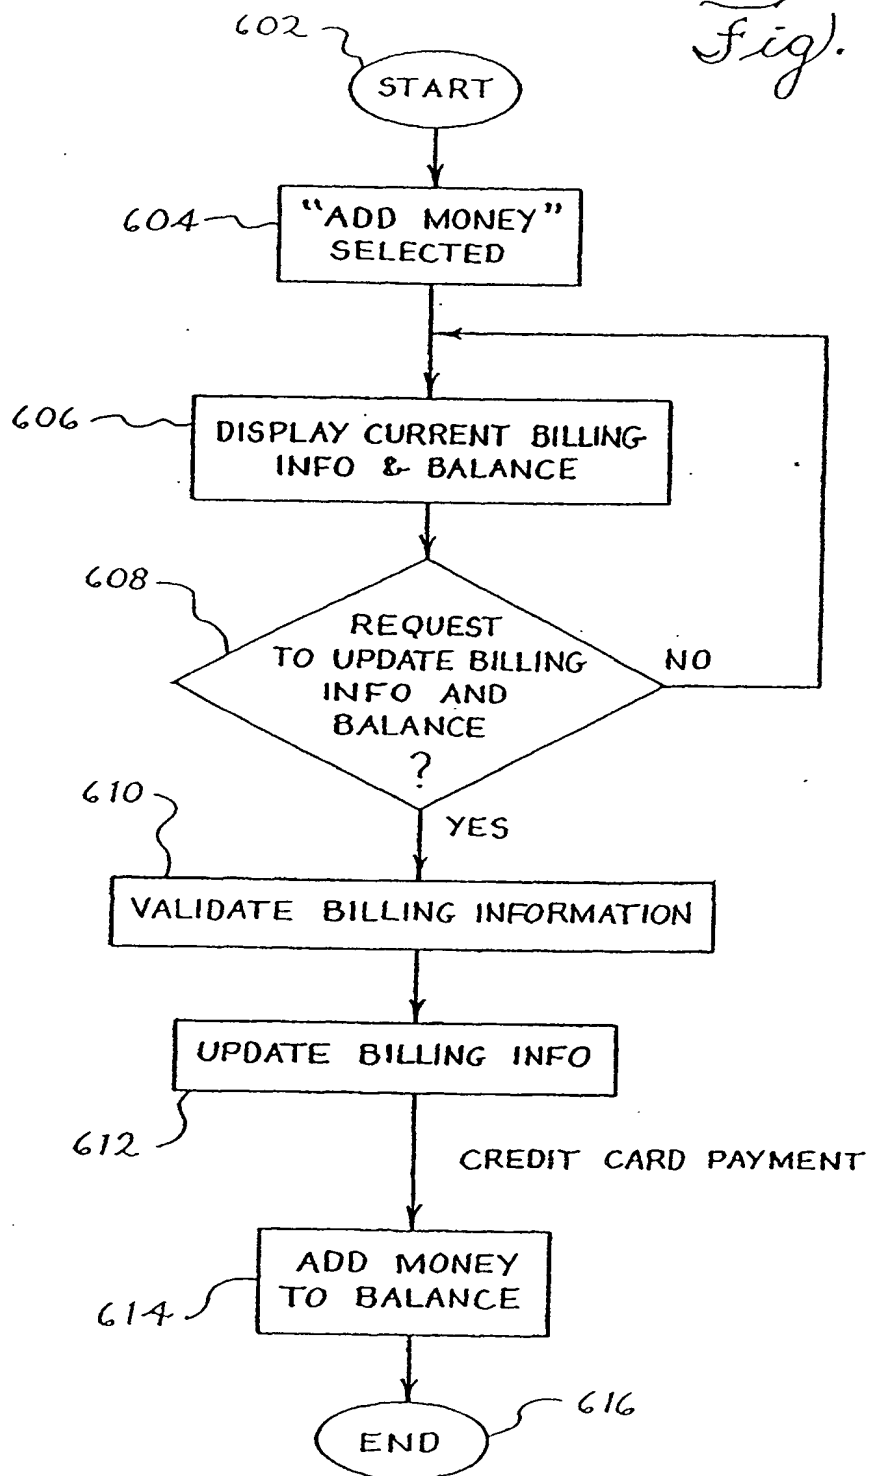 Fig.
602
START
604
"ADD MONEY"
SELECTED
606
DISPLAY CURRENT BILLING
INFO & BALANCE
608
REQUEST
TO UPDATE BILLING
INFO AND
BALANCE
?
NO
610
YES
VALIDATE BILLING INFORMATION
UPDATE BILLING INFO
612
CREDIT CARD PAYMENT
ADD MONEY
TO BALANCE
614
616
END